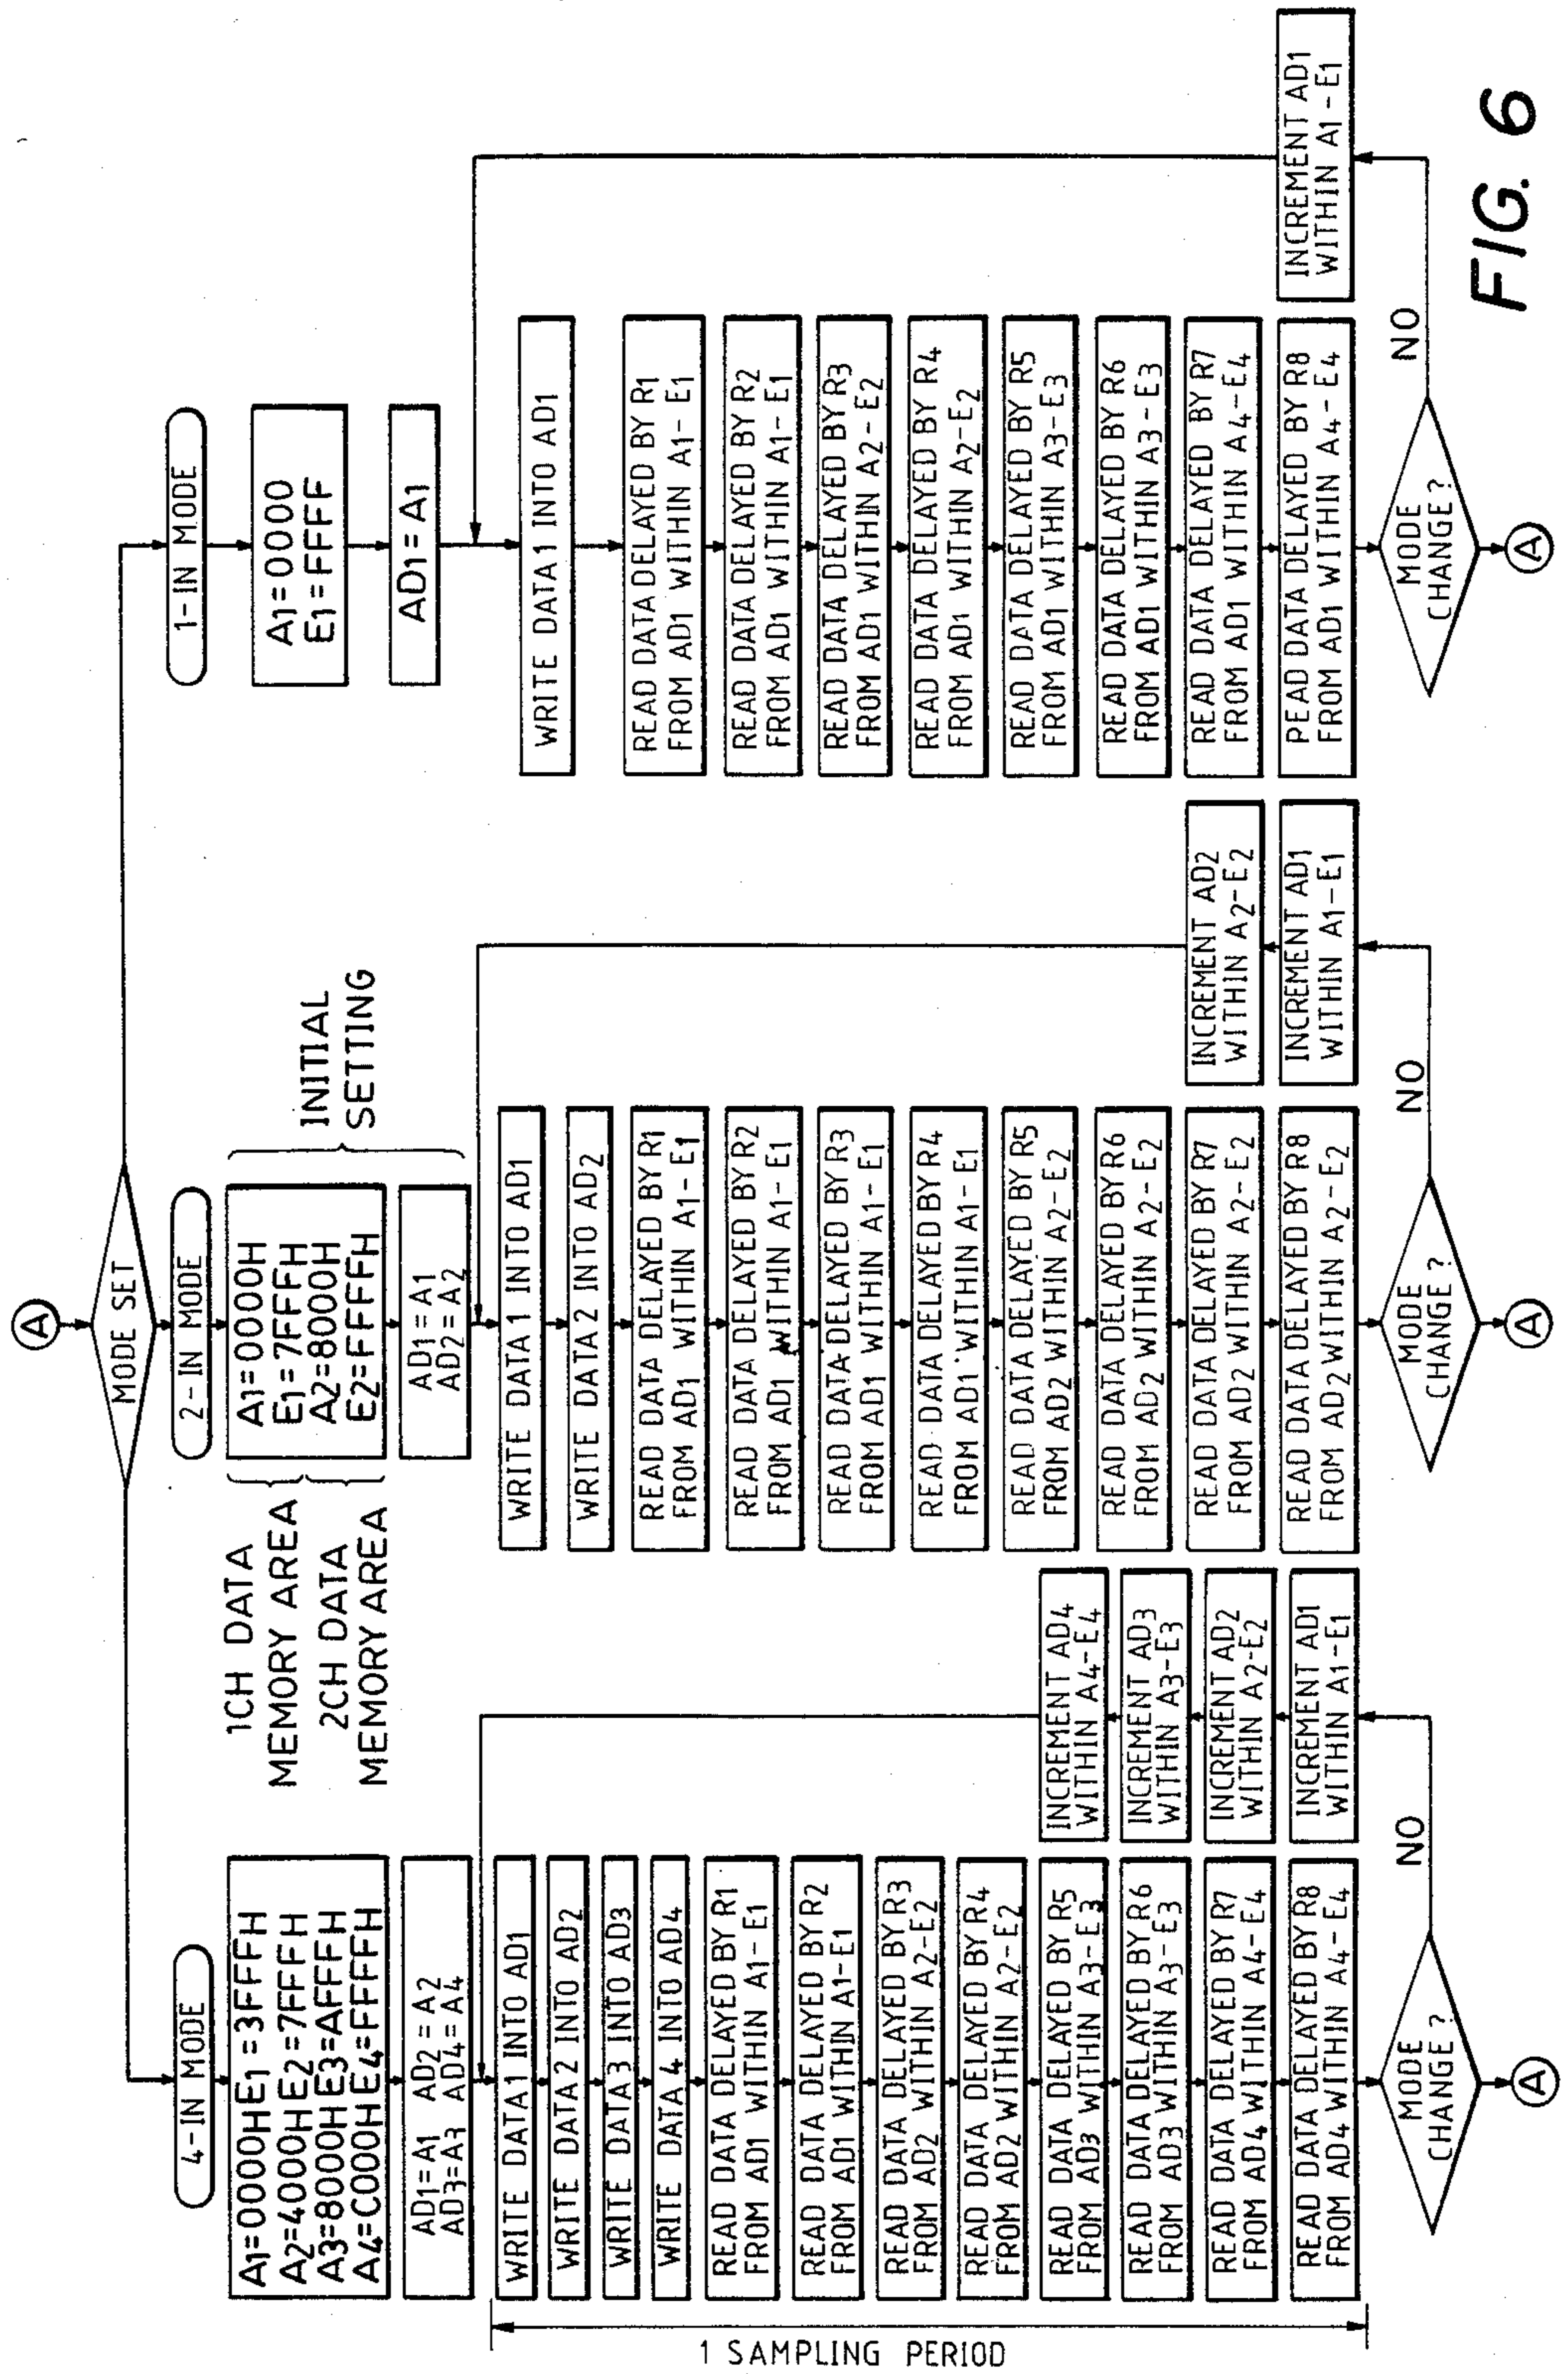 A
MODE SET
4-IN MODE
A1=0000H E1=3FFFH
A2=4000H E2=7FFFH
A3=8000H E3=AFFFH
A4=C000H E4=FFFFH
AD1=A1 AD2=A2
AD3=A3 AD4=A4
WRITE DATA1 INTO AD1
WRITE DATA2 INTO AD2
WRITE DATA3 INTO AD3
WRITE DATA4 INTO AD4
READ DATA DELAYED BY R1
FROM AD1 WITHIN A1-E1
READ DATA DELAYED BY R2
FROM AD1 WITHIN A1-E1
READ DATA DELAYED BY R3
FROM AD2 WITHIN A2-E2
READ DATA DELAYED BY R4
FROM AD2 WITHIN A2-E2
READ DATA DELAYED BY R5
FROM AD3 WITHIN A3-E3
READ DATA DELAYED BY R6
FROM AD3 WITHIN A3-E3
READ DATA DELAYED BY R7
FROM AD4 WITHIN A4-E4
READ DATA DELAYED BY R8
FROM AD4 WITHIN A4-E4
MODE
CHANGE?
NO
A
INCREMENT AD4
WITHIN A4-E4
INCREMENT AD3
WITHIN A3-E3
INCREMENT AD2
WITHIN A2-E2
INCREMENT AD1
WITHIN A1-E1
1 SAMPLING PERIOD
1CH DATA
MEMORY AREA
2CH DATA
MEMORY AREA
2-IN MODE
A1=0000H
E1=7FFFH
A2=8000H
E2=FFFFH
INITIAL
SETTING
AD1=A1
AD2=A2
WRITE DATA1 INTO AD1
WRITE DATA2 INTO AD2
READ DATA DELAYED BY R1
FROM AD1 WITHIN A1-E1
READ DATA DELAYED BY R2
FROM AD1 WITHIN A1-E1
READ DATA DELAYED BY R3
FROM AD1 WITHIN A1-E1
READ DATA DELAYED BY R4
FROM AD1 WITHIN A1-E1
READ DATA DELAYED BY R5
FROM AD2 WITHIN A2-E2
READ DATA DELAYED BY R6
FROM AD2 WITHIN A2-E2
READ DATA DELAYED BY R7
FROM AD2 WITHIN A2-E2
READ DATA DELAYED BY R8
FROM AD2 WITHIN A2-E2
MODE
CHANGE?
NO
A
INCREMENT AD2
WITHIN A2-E2
INCREMENT AD1
WITHIN A1-E1
1-IN MODE
A1=0000
E1=FFFF
AD1=A1
WRITE DATA1 INTO AD1
READ DATA DELAYED BY R1
FROM AD1 WITHIN A1-E1
READ DATA DELAYED BY R2
FROM AD1 WITHIN A1-E1
READ DATA DELAYED BY R3
FROM AD1 WITHIN A2-E2
READ DATA DELAYED BY R4
FROM AD1 WITHIN A2-E2
READ DATA DELAYED BY R5
FROM AD1 WITHIN A3-E3
READ DATA DELAYED BY R6
FROM AD1 WITHIN A3-E3
READ DATA DELAYED BY R7
FROM AD1 WITHIN A4-E4
PEAD DATA DELAYED BY R8
FROM AD1 WITHIN A4-E4
MODE
CHANGE?
NO
A
INCREMENT AD1
WITHIN A1-E1
FIG. 6